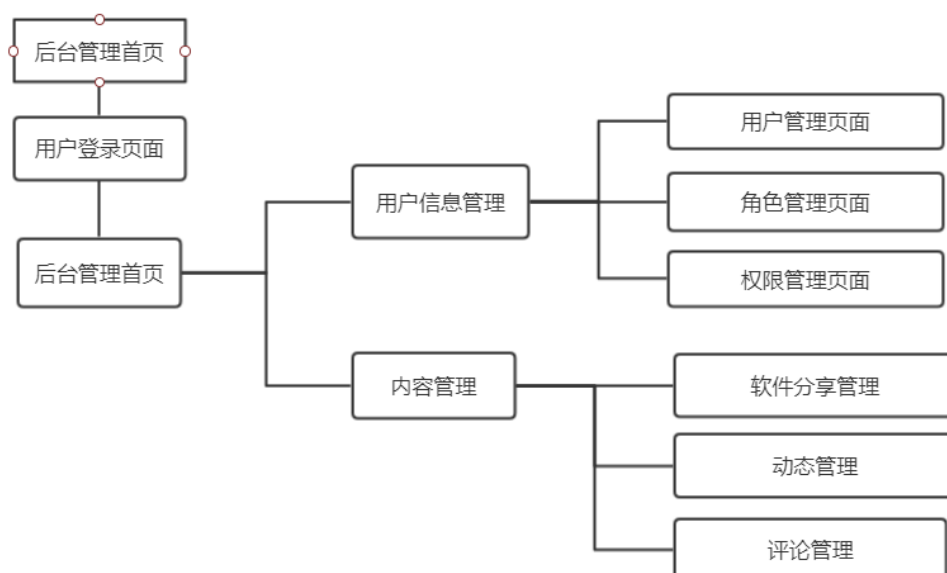 后台管理首页
用户登录页面
后台管理首页
用户信息管理
用户管理页面
角色管理页面
权限管理页面
内容管理
软件分享管理
动态管理
评论管理